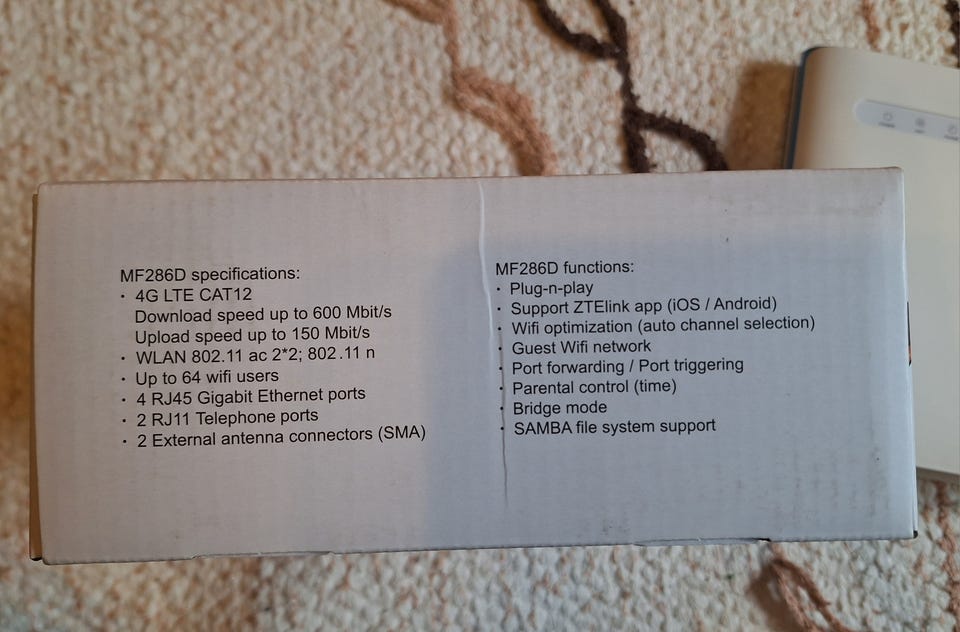 MF286D specifications:
· 4G LTE CAT12
Download speed up to 600 Mbit/s
Upload speed up to 150 Mbit/s
· WLAN 802.11 ac 2*2; 802.11 n
· Up to 64 wifi users
· 4 RJ45 Gigabit Ethernet ports
· 2 RJ11 Telephone ports
· 2 External antenna connectors (SMA)
MF286D functions:
· Plug-n-play
· Support ZTElink app (iOS / Android)
· Wifi optimization (auto channel selection)
· Guest Wifi network
· Port forwarding / Port triggering
· Parental control (time)
· Bridge mode
· SAMBA file system support